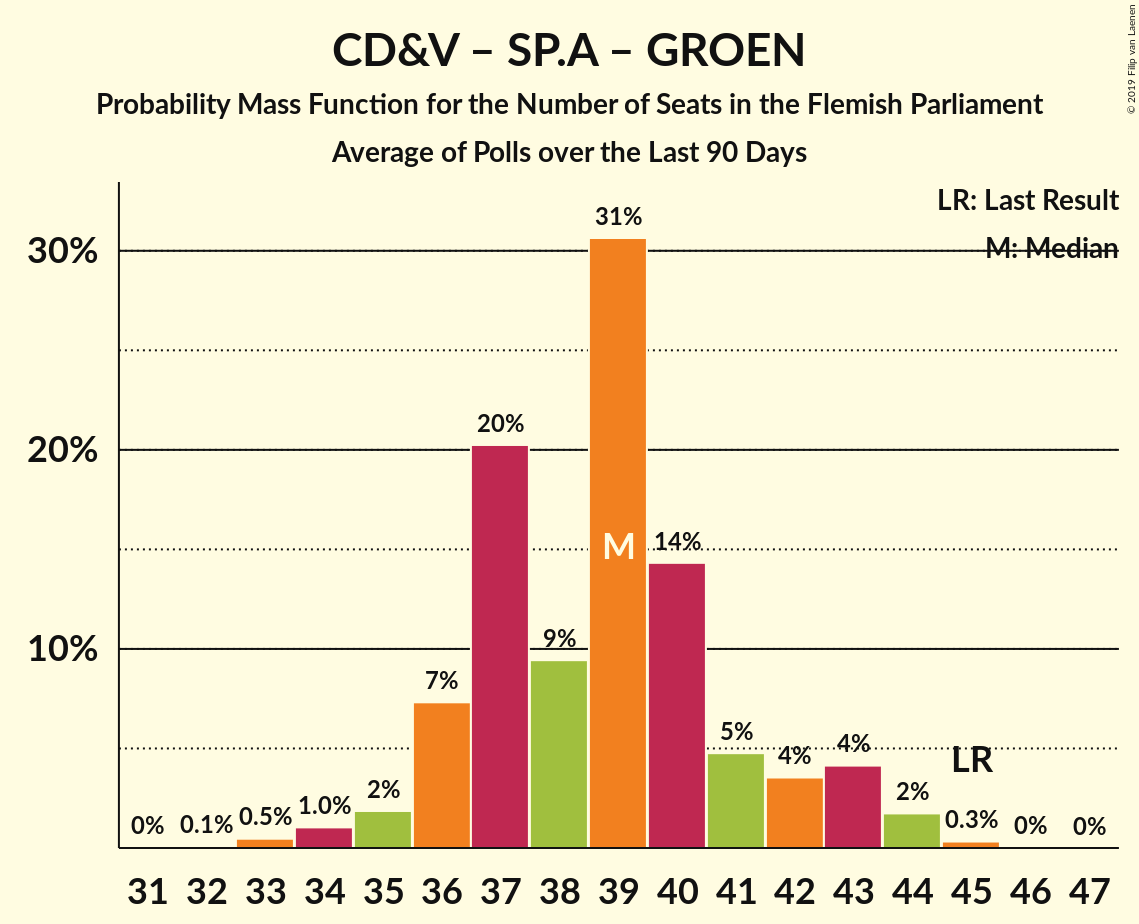 CD&V – SP.A – GROEN
Probability Mass Function for the Number of Seats in the Flemish Parliament
Average of Polls over the Last 90 Days
© 2019 Filip van Laenen
LR: Last Result
M: Median
30%
20%
10%
0%
0.1%
0.5%
1.0%
2%
7%
20%
9%
31%
M
14%
5%
4%
4%
2%
LR
0.3%
0%
0%
31 32 33 34 35 36 37 38 39 40 41 42 43 44 45 46 47